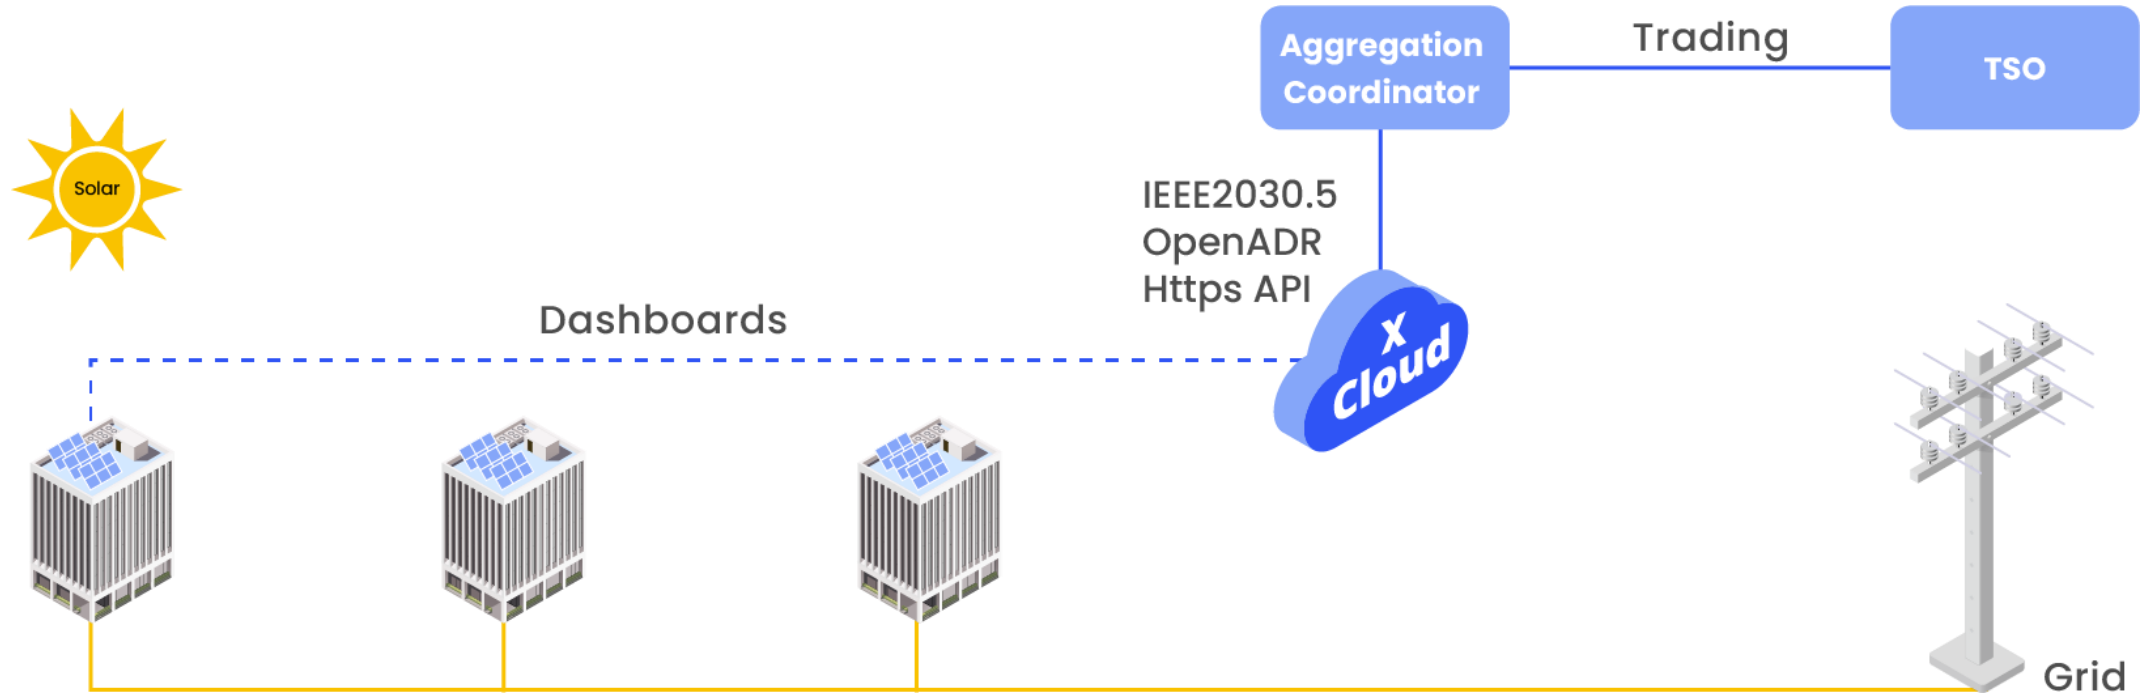 Aggregation
Coordinator
Trading
TSO
Solar
IEEE2030.5
OpenADR
Https API
Dashboards
X
Cloud
Grid